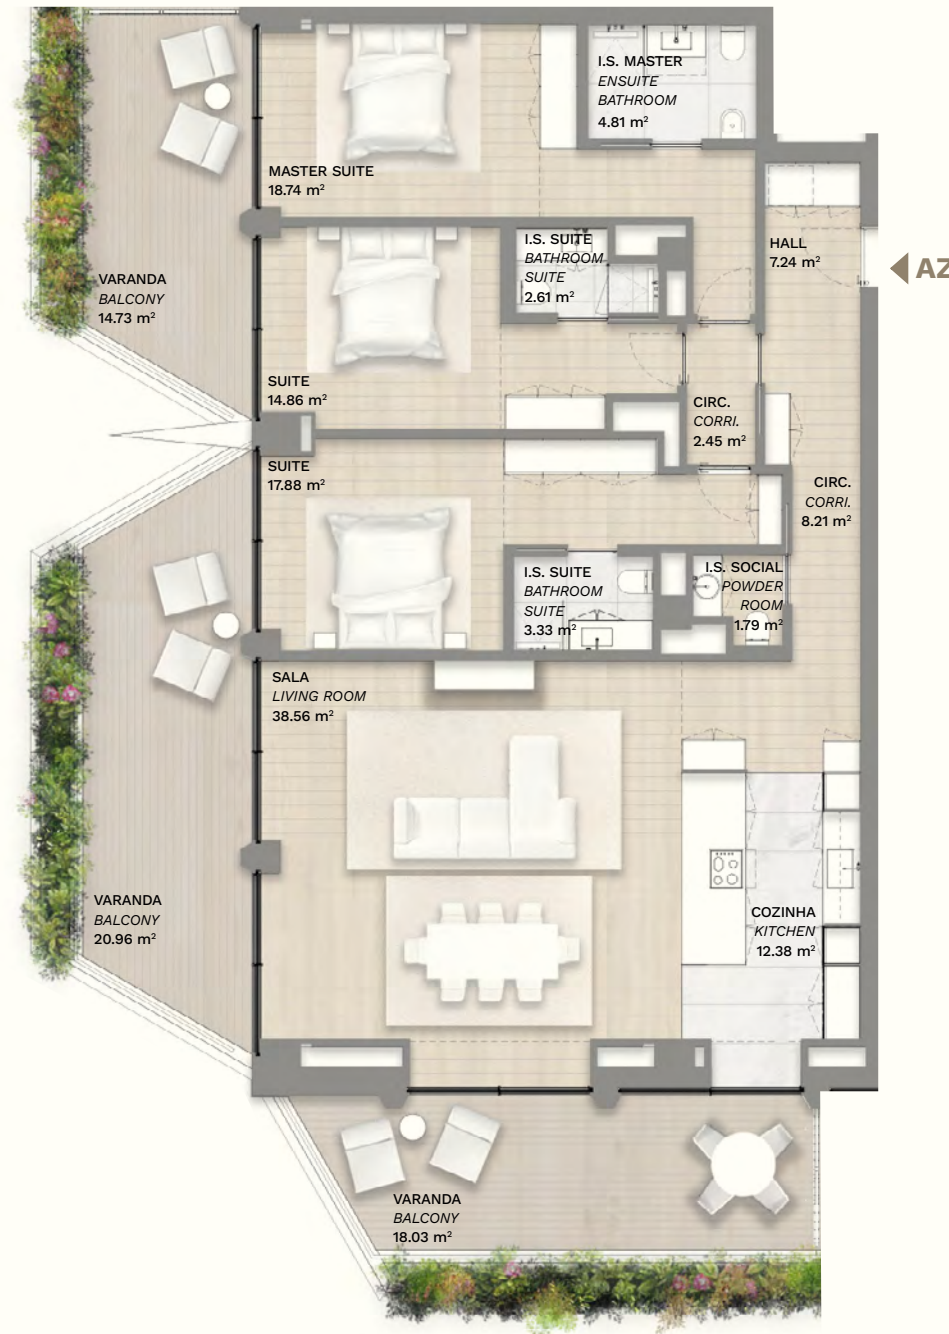 I.S. MASTER
ENSUITE
BATHROOM
4.81 m²
MASTER SUITE
18.74 m²
I.S. SUITE
BATHROOM
SUITE
2.61 m²
HALL
7.24 m²
AZ
VARANDA
BALCONY
14.73 m²
SUITE
14.86 m²
CIRC.
CORRI.
2.45 m²
SUITE
17.88 m²
CIRC.
CORRI.
8.21 m²
I.S. SUITE
BATHROOM
SUITE
3.33 m²
I.S. SOCIAL
POWDER
ROOM
1.79 m²
SALA
LIVING ROOM
38.56 m²
VARANDA
BALCONY
20.96 m²
COZINHA
KITCHEN
12.38 m²
VARANDA
BALCONY
18.03 m²